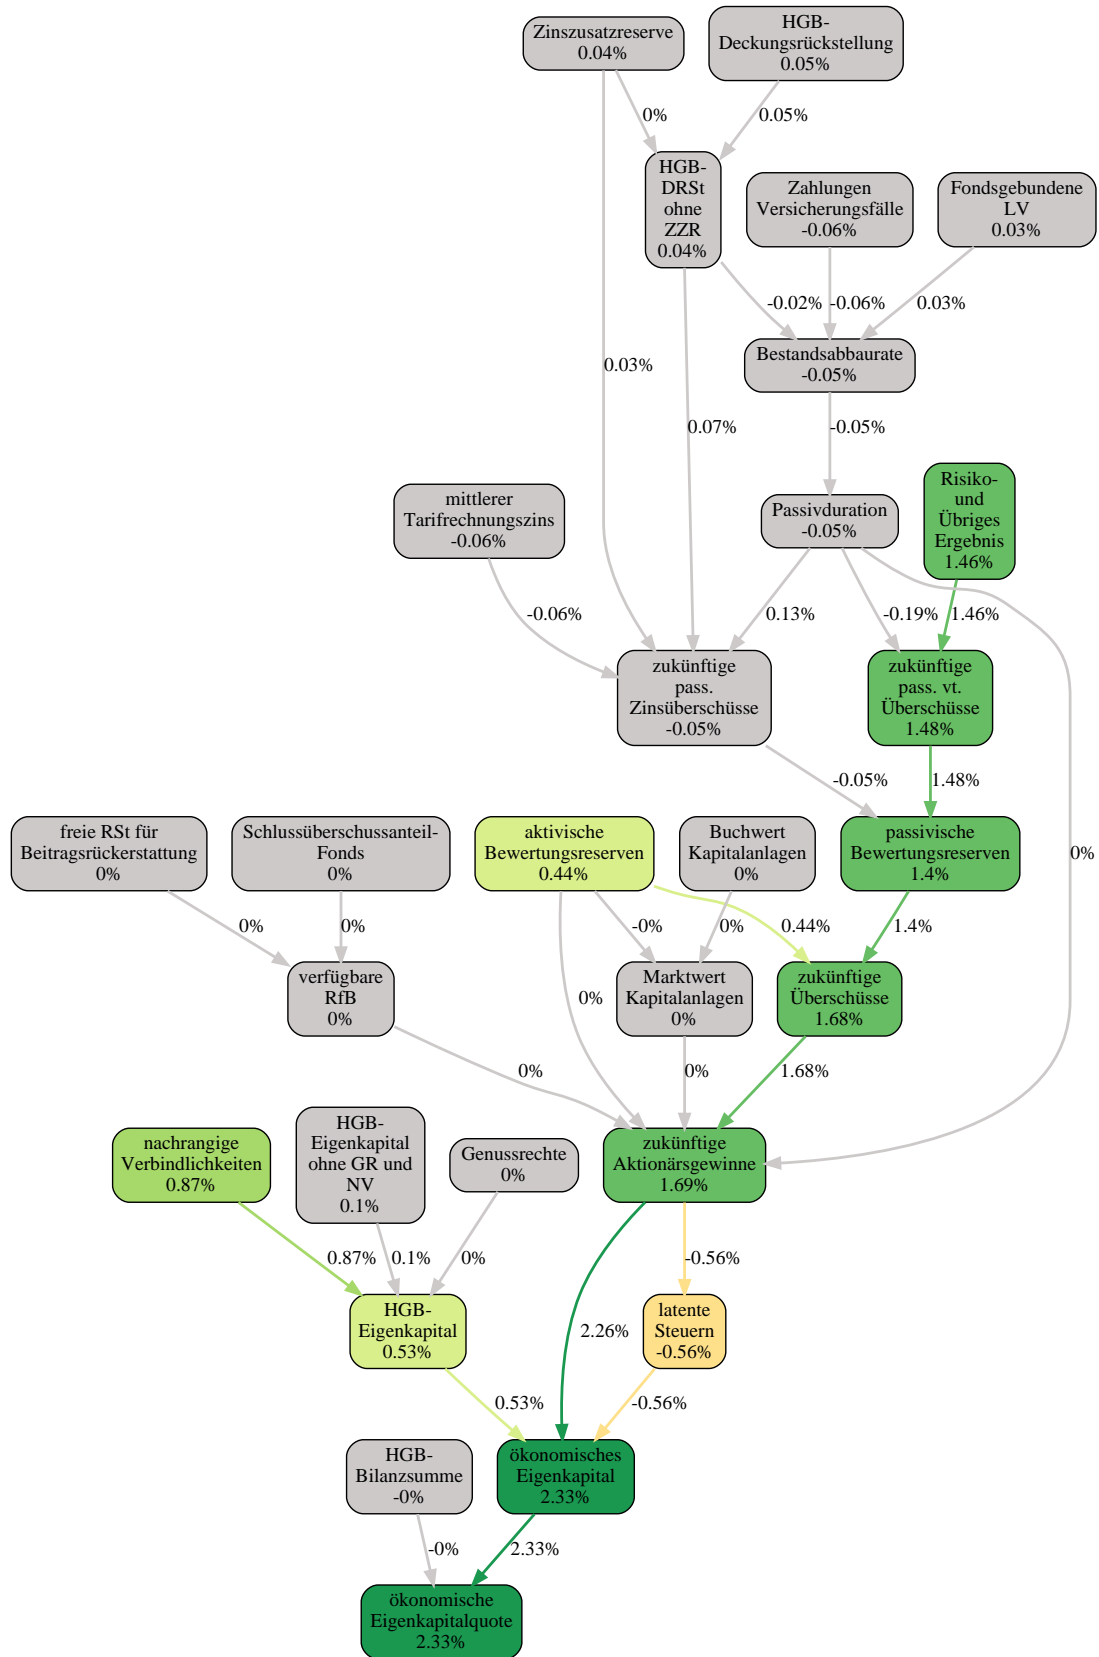 Zinszusatzreserve
0.04%
HGB-
Deckungsrückstellung
0.05%
0%
0.05%
HGB-
DRSt
ohne
ZZR
0.04%
Zahlungen
Versicherungsfälle
-0.06%
Fondsgebundene
LV
0.03%
-0.02%
-0.06%
0.03%
Bestandsabbaurate
-0.05%
0.03%
0.07%
-0.05%
mittlerer
Tarifrechnungszins
-0.06%
Passivduration
-0.05%
Risiko-
und
Übriges
Ergebnis
1.46%
-0.06%
0.13%
-0.19%
1.46%
zukünftige
pass.
Zinsüberschüsse
-0.05%
zukünftige
pass. vt.
Überschüsse
1.48%
-0.05%
1.48%
freie RSt für
Beitragsrückerstattung
0%
Schlussüberschussanteil-
Fonds
0%
aktivische
Bewertungsreserven
0.44%
Buchwert
Kapitalanlagen
0%
passivische
Bewertungsreserven
1.4%
0%
0%
0%
-0%
0%
0.44%
1.4%
verfügbare
RfB
0%
0%
Marktwert
Kapitalanlagen
0%
zukünftige
Überschüsse
1.68%
0%
0%
1.68%
nachrangige
Verbindlichkeiten
0.87%
HGB-
Eigenkapital
ohne GR und
NV
0.1%
Genussrechte
0%
zukünftige
Aktionärsgewinne
1.69%
0.87%
0.1%
0%
-0.56%
HGB-
Eigenkapital
0.53%
2.26%
latente
Steuern
-0.56%
0.53%
-0.56%
HGB-
Bilanzsumme
-0%
ökonomisches
Eigenkapital
2.33%
-0%
2.33%
ökonomische
Eigenkapitalquote
2.33%